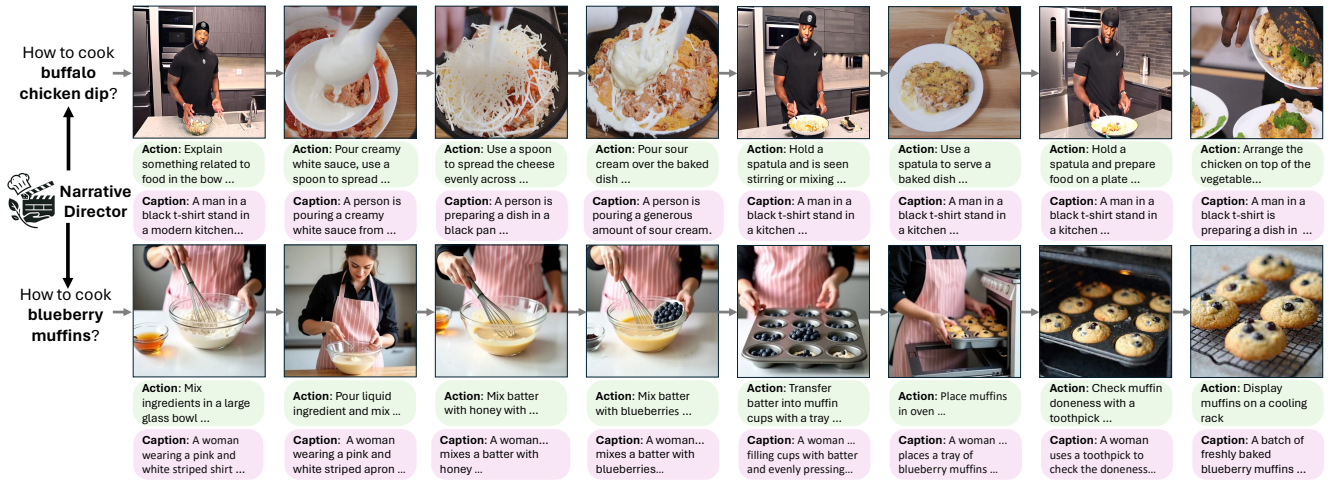 How to cook
buffalo
chicken dip?
Narrative
Director
How to cook
blueberry
muffins?
Action: Explain
something related to
food in the bow ...
Action: Pour creamy
white sauce, use a
spoon to spread ...
Action: Use a spoon
to spread the cheese
evenly across ...
Action: Pour sour
cream over the baked
dish ...
Action: Hold a
spatula and is seen
stirring or mixing ...
Action: Use a
spatula to serve a
baked dish ...
Action: Hold a
spatula and prepare
food on a plate ...
Action: Arrange the
chicken on top of the
vegetable...
Caption: A man in a
black t-shirt stand in
a modern kitchen...
Caption: A person is
pouring a creamy
white sauce from ...
Caption: A person is
preparing a dish in a
black pan ...
Caption: A person is
pouring a generous
amount of sour cream.
Caption: A man in a
black t-shirt stand in
a kitchen ...
Caption: A man in a
black t-shirt stand in
a kitchen ...
Caption: A man in a
black t-shirt stand in
a kitchen ...
Caption: A man in a
black t-shirt is
preparing a dish in ...
Action: Mix
ingredients in a large
glass bowl ...
Action: Pour liquid
ingredient and mix ...
Action: Mix batter
with honey with ...
Action: Mix batter
with blueberries ...
Action: Transfer
batter into muffin
cups with a tray ...
Action: Place muffins
in oven ...
Action: Check muffin
doneness with a
toothpick ...
Action: Display
muffins on a cooling
rack
Caption: A woman
wearing a pink and
white striped shirt ...
Caption: A woman
wearing a pink and
white striped apron ...
Caption: A woman...
mixes a batter with
honey ...
Caption: A woman...
mixes a batter with
blueberries...
Caption: A woman ...
filling cups with batter
and evenly pressing...
Caption: A woman ...
places a tray of
blueberry muffins ...
Caption: A woman
uses a toothpick to
check the doneness...
Caption: A batch of
freshly baked
blueberry muffins ...